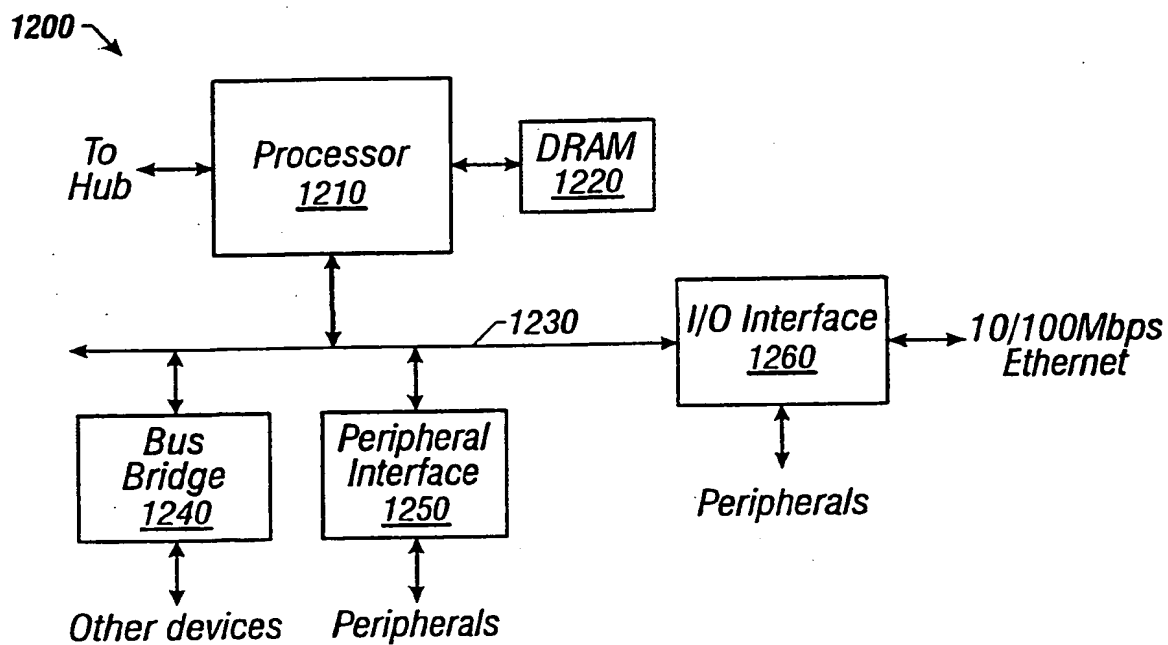 1200
To
Hub
Processor
1210
DRAM
1220
1230
I/O Interface
1260
10/100Mbps
Ethernet
Bus
Bridge
1240
Peripheral
Interface
1250
Peripherals
Other devices
Peripherals